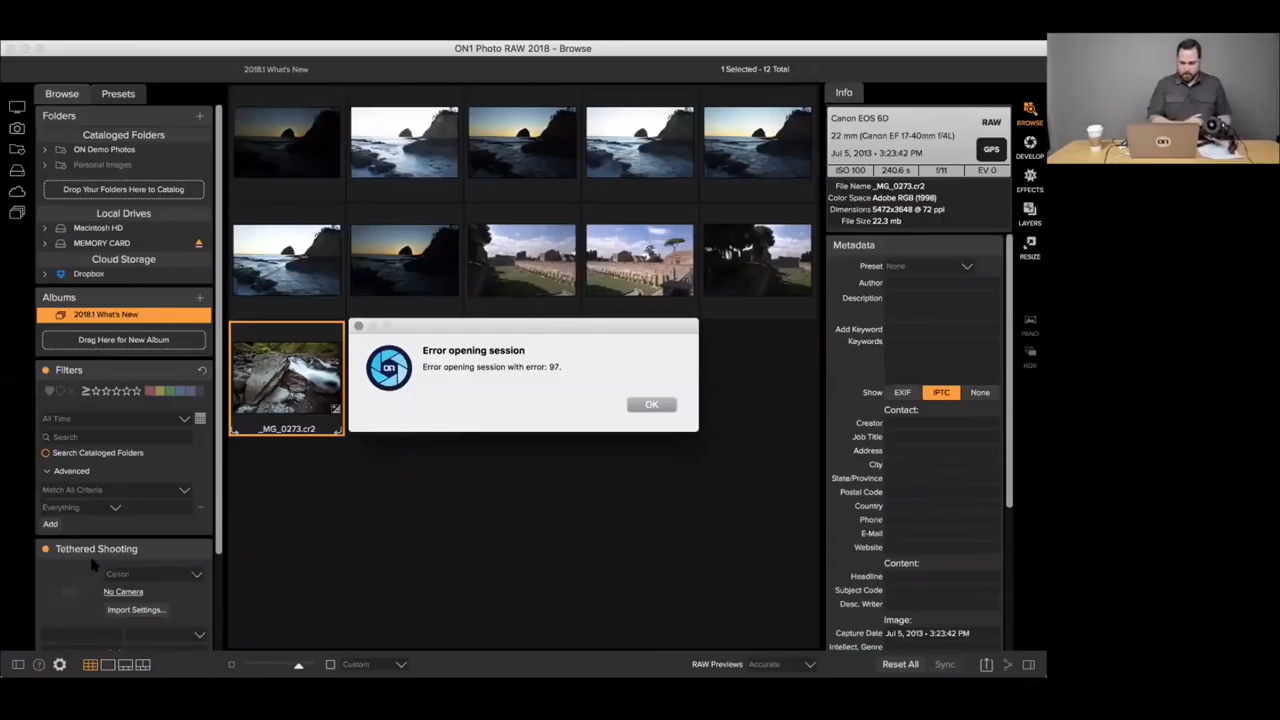 ON1 Photo RAW 2018 - Browse
2018.1 What's New
1 Selected - 12 Total
Browse
Presets
Folders
Cataloged Folders
ON Demo Photos
Personal Images
Drop Your Folders Here to Catalog
Local Drives
Macintosh HD
MEMORY CARD
Cloud Storage
Dropbox
Albums
2018.1 What's New
Drag Here for New Album
Filters
All Time
Search
Search Cataloged Folders
Advanced
Match All Criteria
Everything
Add
Tethered Shooting
Canon
No Camera
Import Settings...
_MG_0273.cr2
Error opening session
Error opening session with error: 97.
OK
ON
Custom
RAW Previews Accurate
Info
Canon EOS 6D
RAW
22 mm (Canon EF 17-40mm f/4L)
Jul 5, 2013 • 3:23:42 PM
GPS
ISO 100
240.6 s
f/11
EV 0
File Name _MG_0273.cr2
Color Space Adobe RGB (1998)
Dimensions 5472x3648 @ 72 ppi
File Size 22.3 mb
Metadata
Preset None
Author
Description
Add Keyword
Keywords
Show EXIF IPTC None
Contact:
Creator
Job Title
Address
City
State/Province
Postal Code
Country
Phone
E-Mail
Website
Content:
Headline
Subject Code
Desc. Writer
Image:
Capture Date Jul 5, 2013 • 3:23:42 PM
Intellect. Genre
Reset All
Sync
BROWSE
DEVELOP
EFFECTS
LAYERS
RESIZE
PANO
HDR
ON1